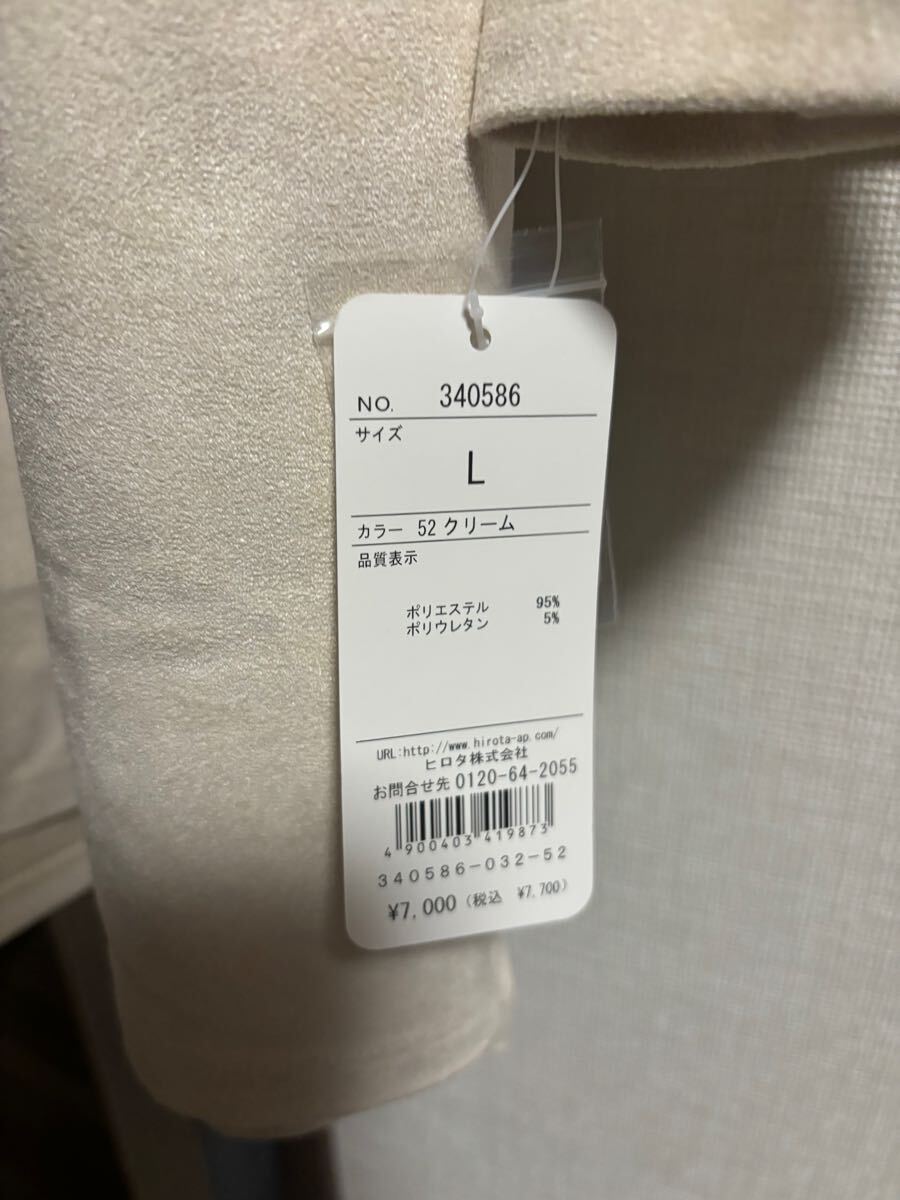 NO. 340586
サイズ
L
カラー 52 クリーム
品質表示
ポリエステル 95%
ポリウレタン 5%
URL:http://www.hirota-ap.com/
ヒロタ株式会社
お問合せ先 0120-64-2055
4 900403 419873
340586-032-52
¥7,000 (税込 ¥7,700)